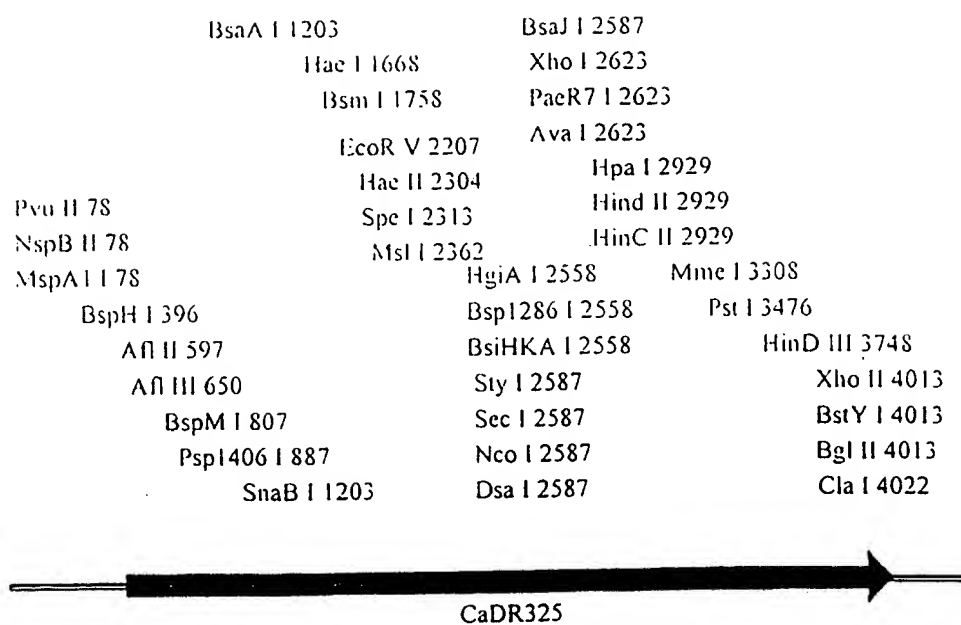 BsaA I 1203
Hae I 1668
Bsm I 1758
EcoR V 2207
Hae II 2304
Spe I 2313
Msl I 2362
Pvu II 78
NspB II 78
MspA1 I 78
BspH I 396
Afl II 597
Afl III 650
BspM I 807
Psp1406 I 887
SnaB I 1203
BsaJ I 2587
Xho I 2623
PaeR7 I 2623
Ava I 2623
Hpa I 2929
Hind II 2929
HinC II 2929
HgiA I 2558
Bsp1286 I 2558
BsiHKA I 2558
Sty I 2587
Sec I 2587
Nco I 2587
Dsa I 2587
Mme I 3308
Pst I 3476
HinD III 3748
Xho II 4013
BstY I 4013
Bgl II 4013
Cla I 4022
CaDR325